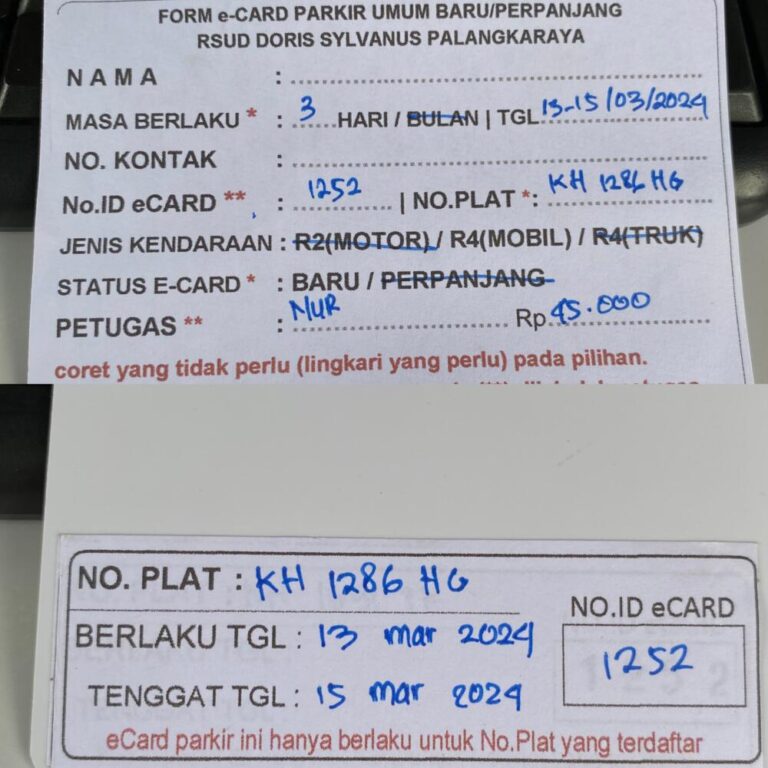 FORM e-CARD PARKIR UMUM BARU/PERPANJANG
RSUD DORIS SYLVANUS PALANGKARAYA
NAMA :
MASA BERLAKU * : 3 HARI / BULAN | TGL 13-15/03/2024
NO. KONTAK :
No.ID eCARD ** : 1252 | NO.PLAT *: KH 1286 HG
JENIS KENDARAAN : R2(MOTOR) / R4(MOBIL) / R4(TRUK)
STATUS E-CARD * : BARU / PERPANJANG
PETUGAS ** : NUR Rp 45.000
coret yang tidak perlu (lingkari yang perlu) pada pilihan.
NO. PLAT : KH 1286 HG
NO.ID eCARD
BERLAKU TGL : 13 mar 2024
1252
TENGGAT TGL : 15 mar 2024
eCard parkir ini hanya berlaku untuk No.Plat yang terdaftar